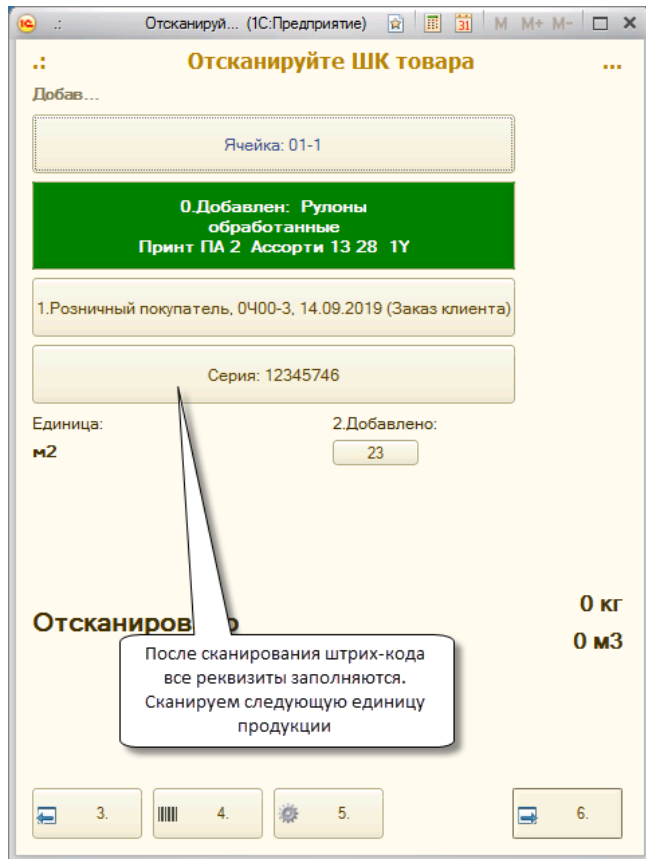 .: Отсканируй... (1С:Предприятие) 31 M M+ M-
.: Отсканируйте ШК товара ...
Добав...
Ячейка: 01-1
0.Добавлен: Рулоны
обработанные
Принт ПА 2 Ассорти 13 28 1Y
1.Розничный покупатель, 0Ч00-3, 14.09.2019 (Заказ клиента)
Серия: 12345746
Единица: 2.Добавлено:
м2 23
0 кг
Отсканировано
0 м3
После сканирования штрих-кода
все реквизиты заполняются.
Сканируем следующую единицу
продукции
3. 4. 5. 6.